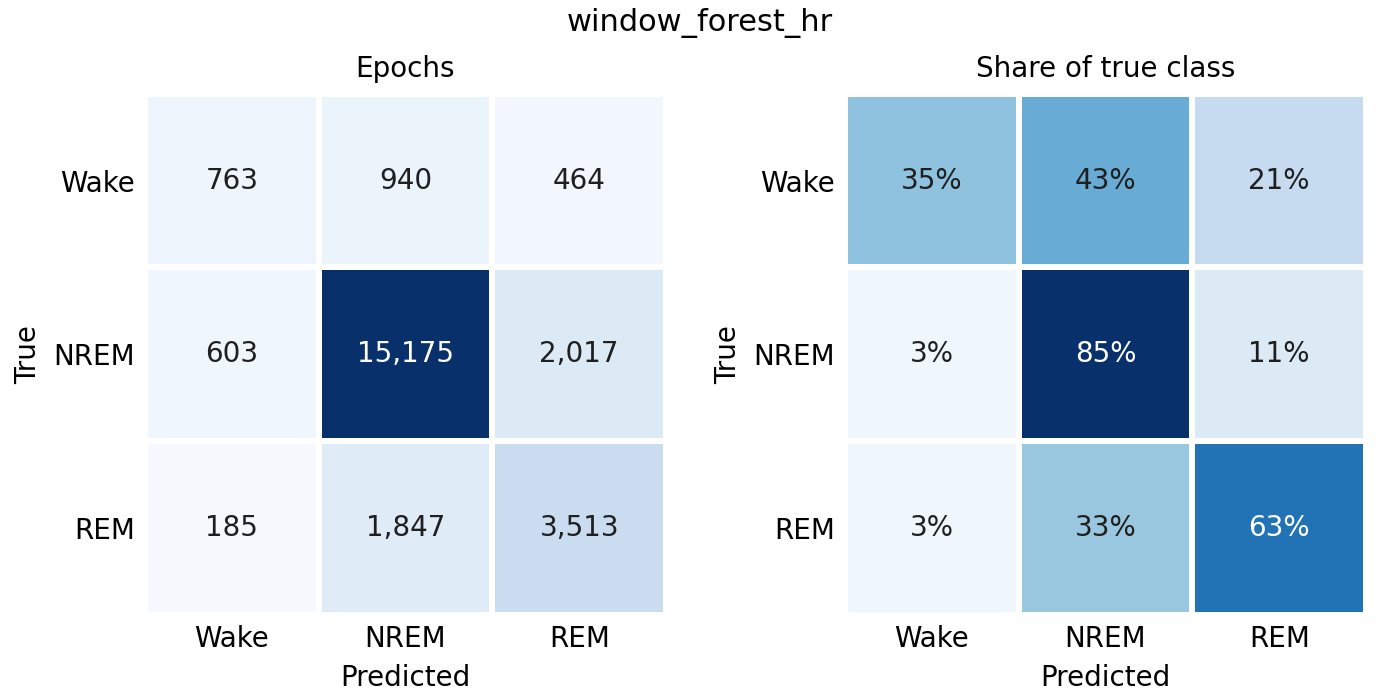 window_forest_hr
Epochs
Share of true class
Wake 763 940 464
NREM 603 15,175 2,017
REM 185 1,847 3,513
Wake NREM REM
Predicted
True
Wake 35% 43% 21%
NREM 3% 85% 11%
REM 3% 33% 63%
Wake NREM REM
Predicted
True